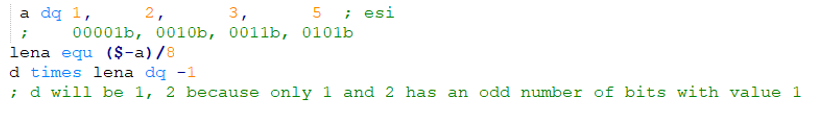 a dq 1,      2,      3,      5  ; esi
;    00001b, 0010b, 0011b, 0101b
lena equ ($-a)/8
d times lena dq -1
; d will be 1, 2 because only 1 and 2 has an odd number of bits with value 1